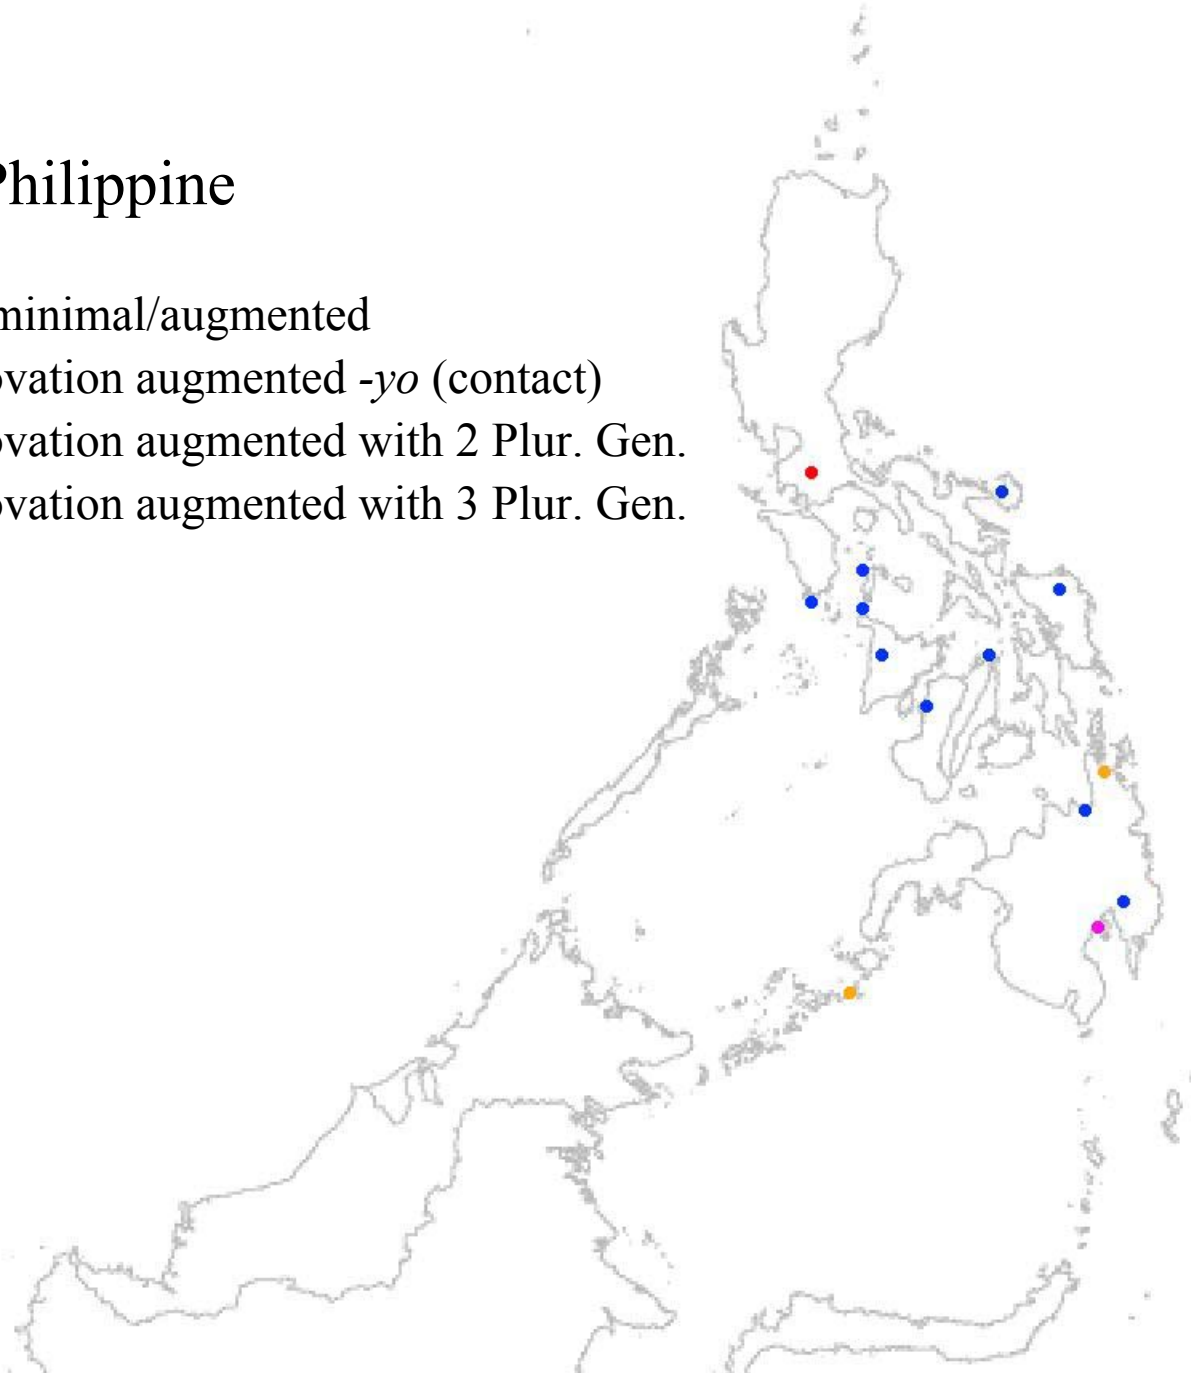 Philippine
minimal/augmented
ovation augmented -yo (contact)
ovation augmented with 2 Plur. Gen.
ovation augmented with 3 Plur. Gen.